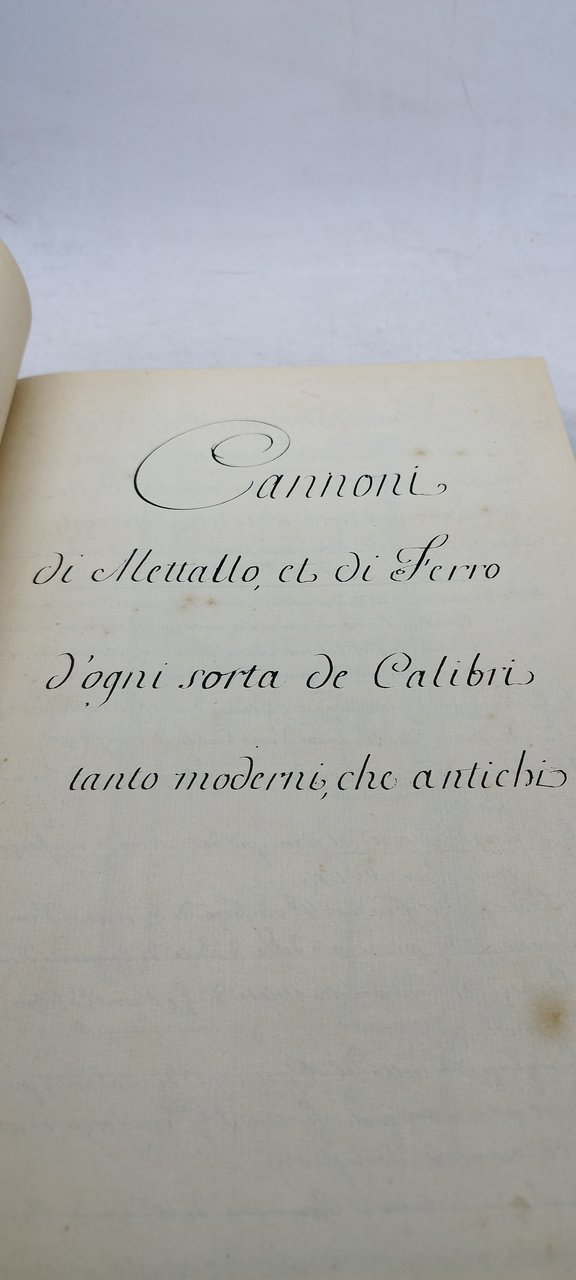 Cannoni
di Mettallo, et di Ferro
d'ogni sorta de Calibri
tanto moderni, che antichi